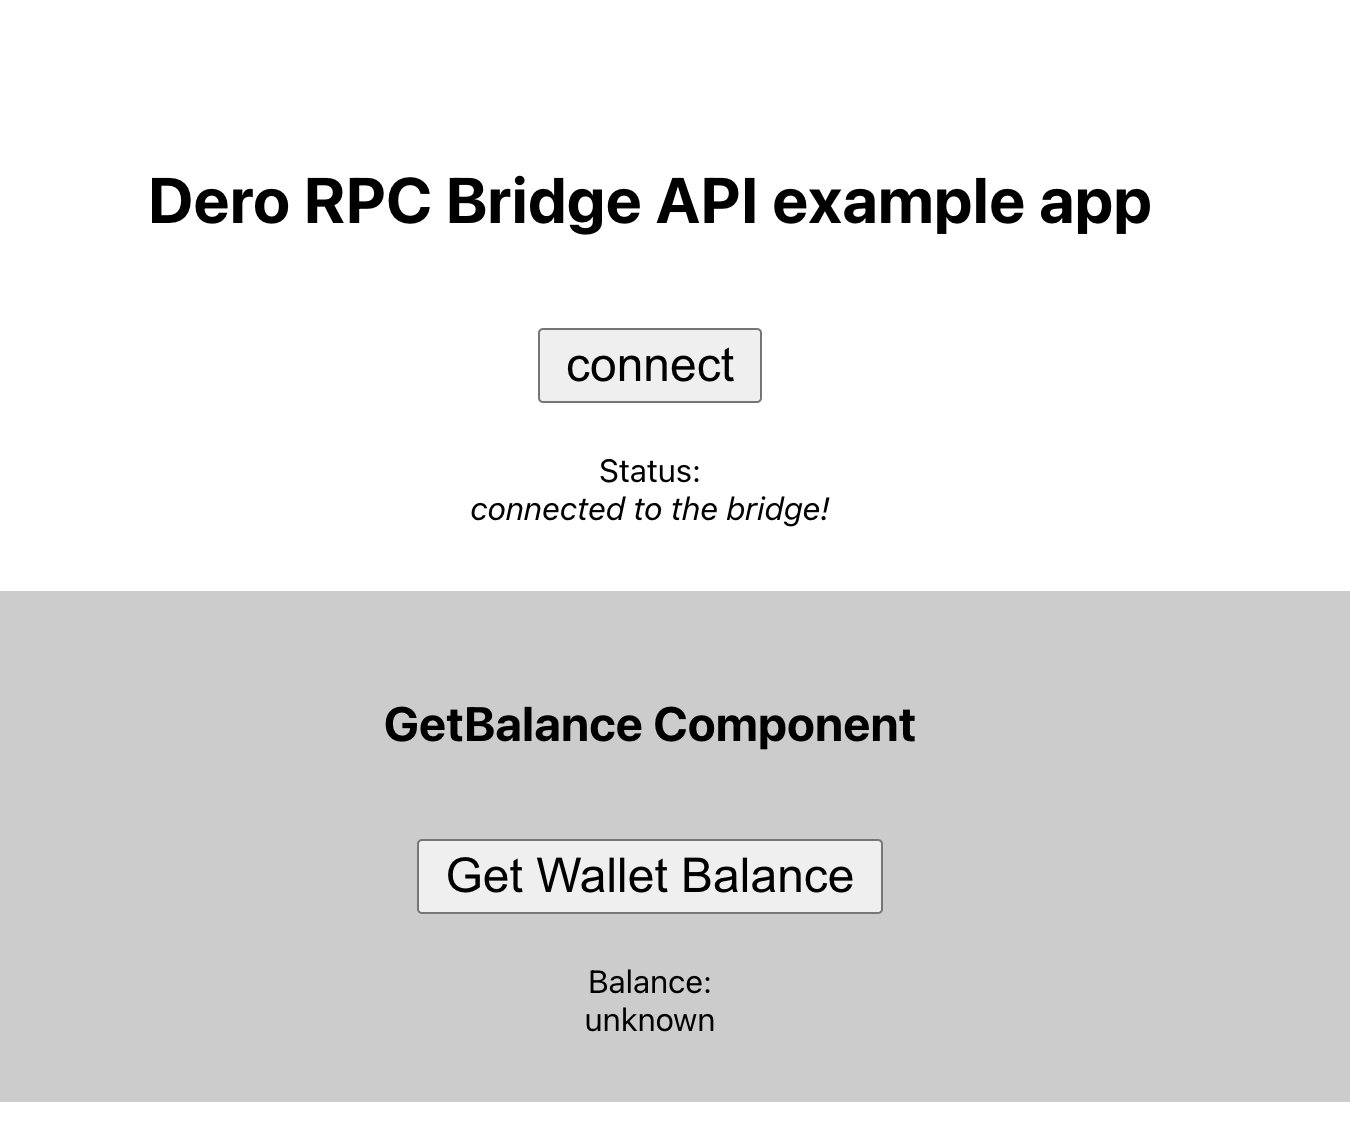 Dero RPC Bridge API example app
connect
Status:
connected to the bridge!
GetBalance Component
Get Wallet Balance
Balance:
unknown